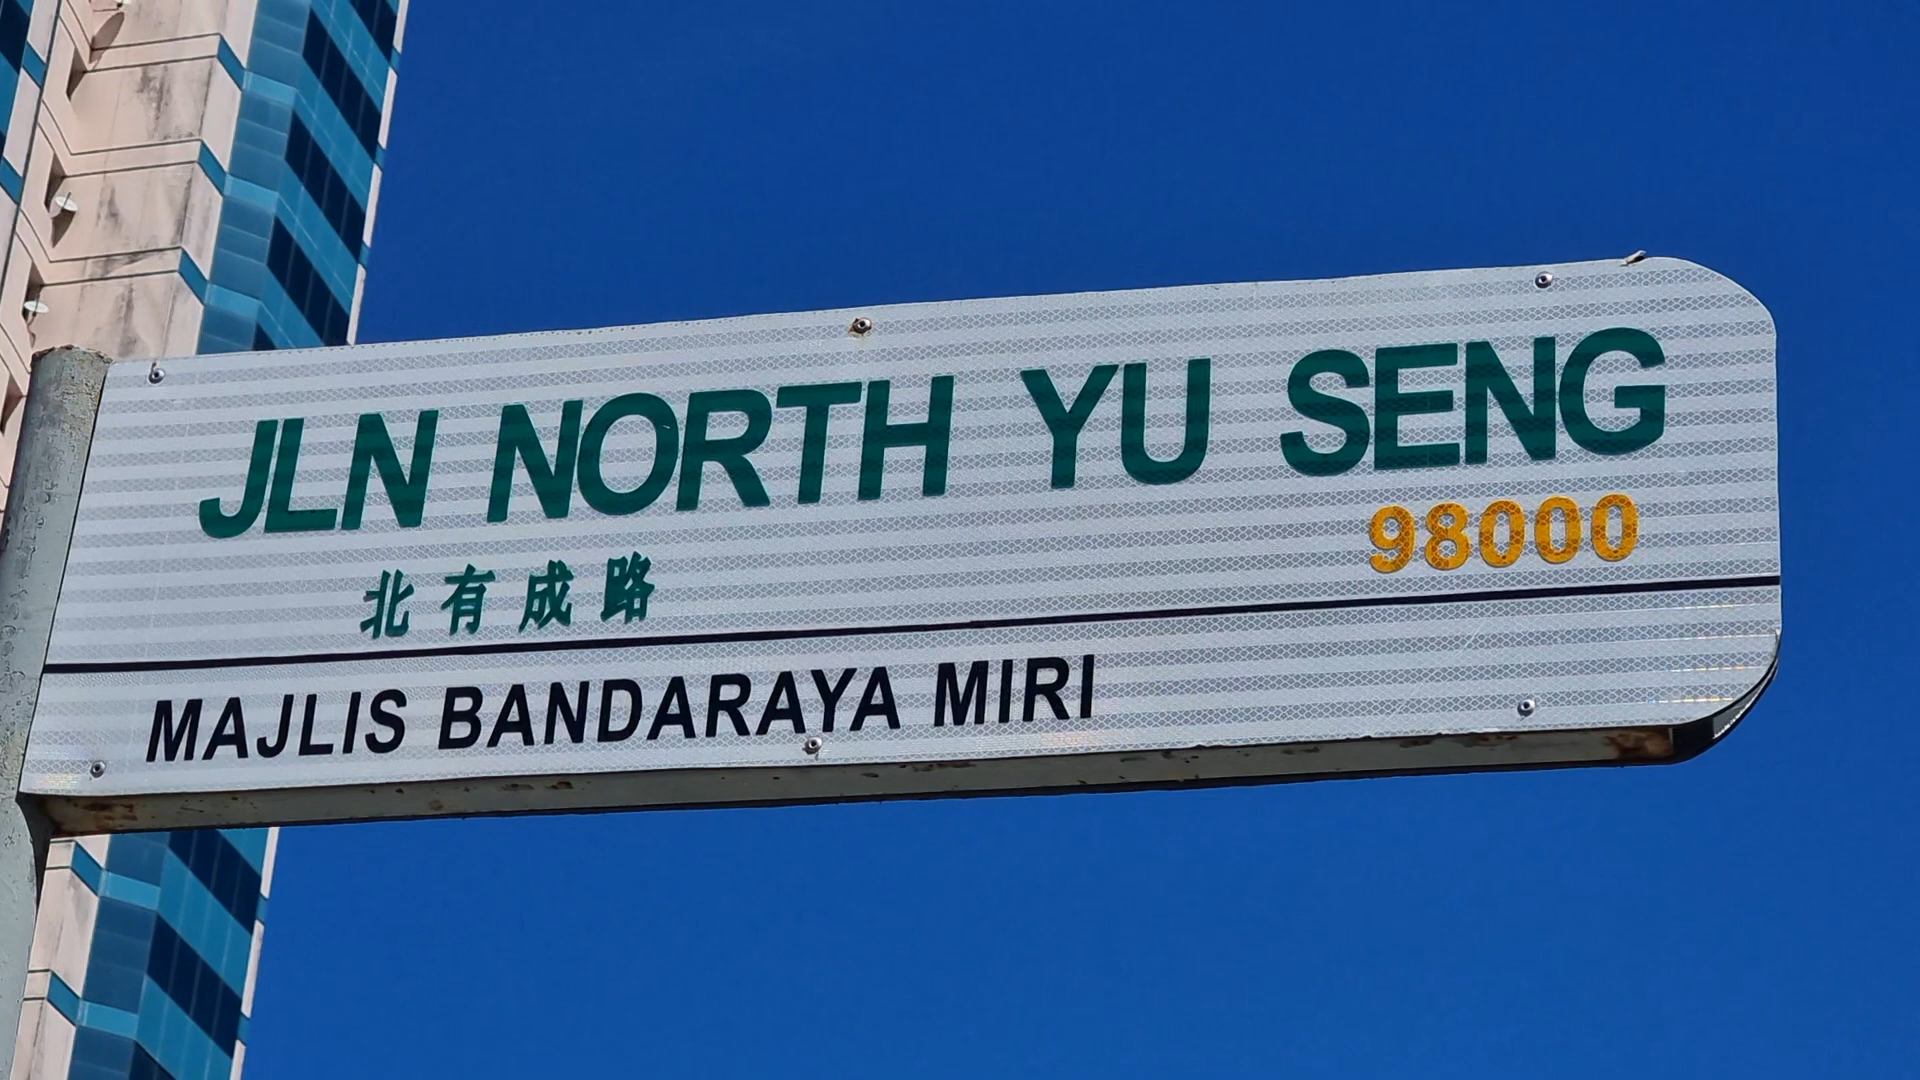 JLN NORTH YU SENG
98000
北有成路
MAJLIS BANDARAYA MIRI